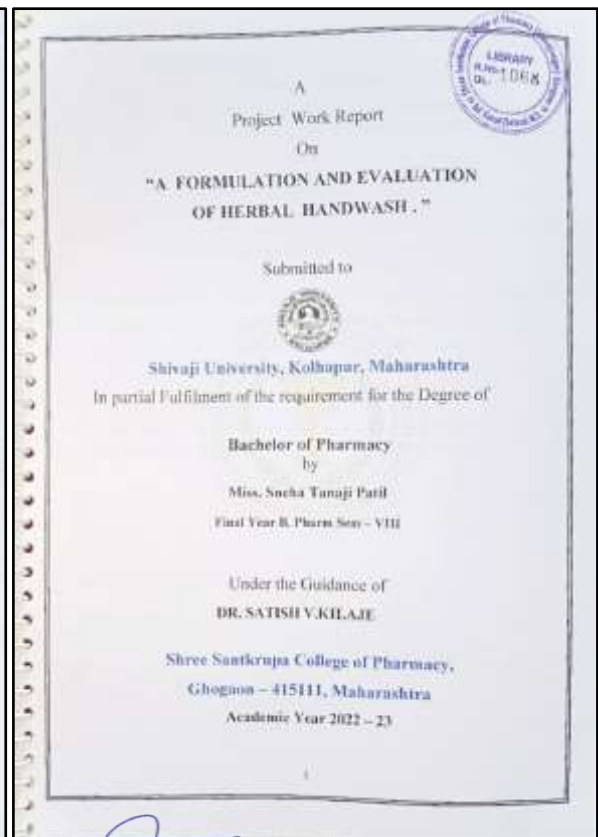 LIBRARY
1068
A
Project Work Report
On
"A FORMULATION AND EVALUATION
OF HERBAL HANDWASH . "
Submitted to
Shivaji University, Kolhapur, Maharashtra
In partial Fulfilment of the requirement for the Degree of
Bachelor of Pharmacy
by
Miss. Sneha Tanaji Patil
Final Year B. Pharm Sem – VIII
Under the Guidance of
DR. SATISH V.KILAJE
Shree Santkrupa College of Pharmacy,
Ghogaon – 415111, Maharashtra
Academic Year 2022 – 23